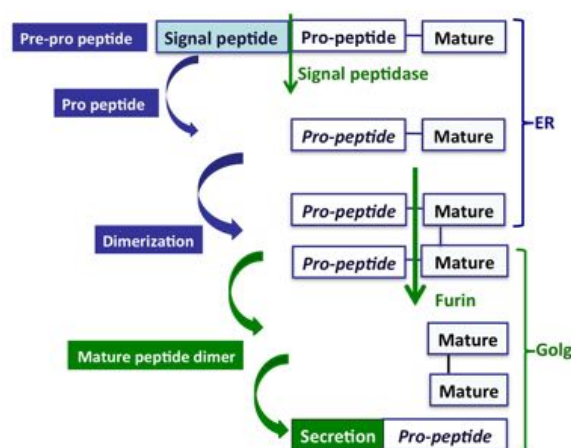 Pre-pro peptide Signal peptide Pro-peptide Mature
Signal peptidase
Pro peptide
ER
Pro-peptide Mature
Pro-peptide Mature
Dimerization
Pro-peptide Mature
Furin
Mature
Golg
Mature peptide dimer
Mature
Secretion Pro-peptide